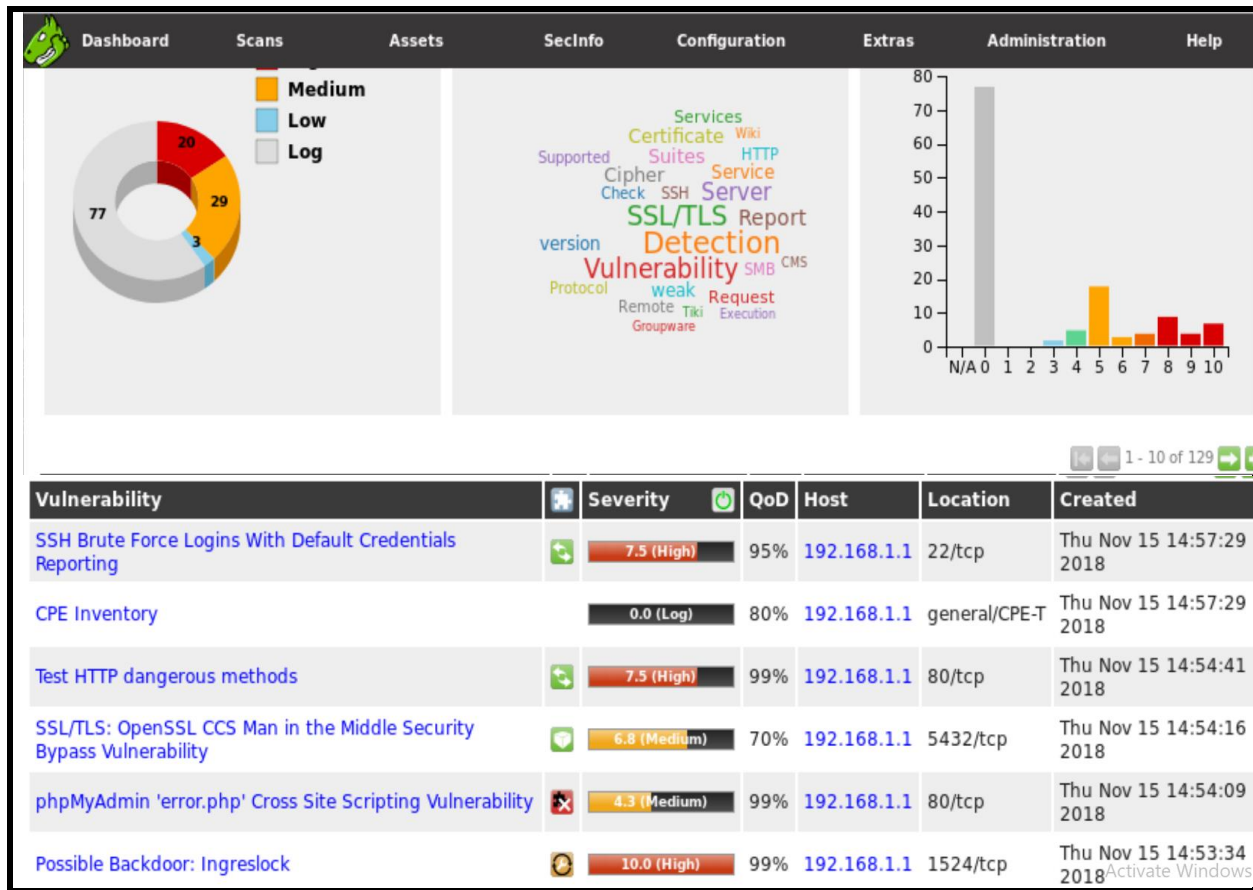 Dashboard Scans Assets SecInfo Configuration Extras Administration Help
Medium
Low
Log
20
29
3
77
Services
Certificate Wiki
Supported Suites HTTP
Cipher Service
Check SSH Server
SSL/TLS Report
version Detection
Vulnerability SMB CMS
Protocol weak Request
Remote Tiki Execution
Groupware
80
70
60
50
40
30
20
10
0
N/A 0 1 2 3 4 5 6 7 8 9 10
1 - 10 of 129
Vulnerability Severity QoD Host Location Created
SSH Brute Force Logins With Default Credentials
Reporting
7.5 (High) 95% 192.168.1.1 22/tcp
Thu Nov 15 14:57:29
2018
CPE Inventory 0.0 (Log) 80% 192.168.1.1 general/CPE-T
Thu Nov 15 14:57:29
2018
Test HTTP dangerous methods 7.5 (High) 99% 192.168.1.1 80/tcp
Thu Nov 15 14:54:41
2018
SSL/TLS: OpenSSL CCS Man in the Middle Security
Bypass Vulnerability
6.8 (Medium) 70% 192.168.1.1 5432/tcp
Thu Nov 15 14:54:16
2018
phpMyAdmin 'error.php' Cross Site Scripting Vulnerability 4.3 (Medium) 99% 192.168.1.1 80/tcp
Thu Nov 15 14:54:09
2018
Possible Backdoor: Ingreslock 10.0 (High) 99% 192.168.1.1 1524/tcp
Thu Nov 15 14:53:34
2018
Activate Windows